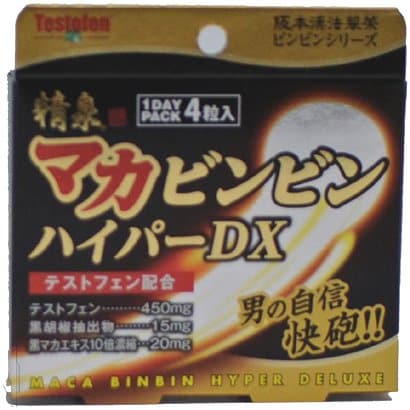 Testofen
阪本漢法製薬
ビンビンシリーズ
精泉
1DAY PACK 4粒入
マカビンビン
ハイパーDX
テストフェン配合
テストフェン………450mg
黒胡椒抽出物………15mg
黒マカエキス10倍濃縮…20mg
男の自信
快砲!!
MACA BINBIN HYPER DELUXE